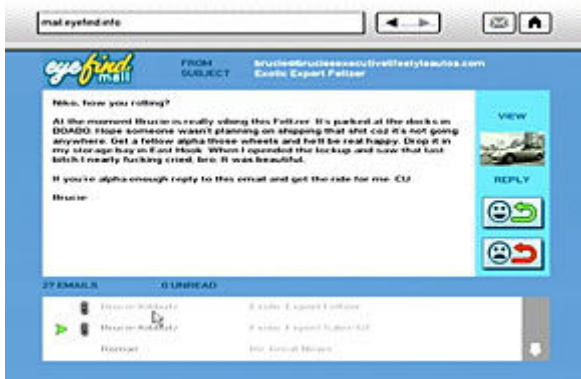 mail.eyefind.info
eyefind
mail
FROM brucie@brucieexecutivelifestyleautos.com
SUBJECT Exotic Export Feltzer
Niko, how you rolling?
At the moment Brucie is really vibing this Feltzer. It's parked at the docks in
BOABO. Hope someone wasn't planning on shipping that shit coz it's not going
anywhere. Get a fellow alpha those wheels and he'll be real happy. Drop it in
my storage bay in East Hook. When I opended the lockup and saw that last
bitch I nearly fucking cried, bro. It was beautiful.
If you're alpha enough reply to this email and get the ride for me. CU
Brucie
VIEW
REPLY
27 EMAILS 0 UNREAD
Brucie Kibbutz Exotic Export Feltzer
Brucie Kibbutz Exotic Export
Roman Re: Great News